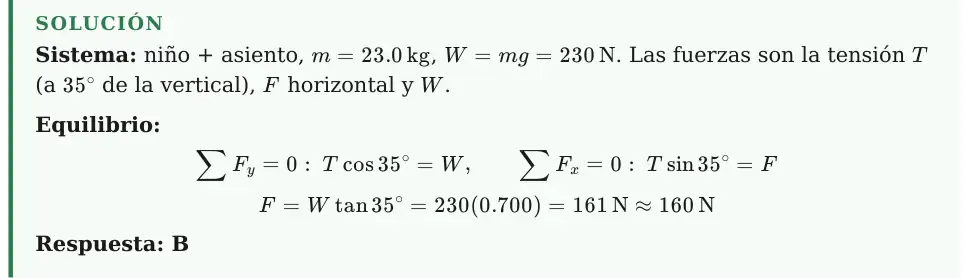 SOLUCIÓN
Sistema: niño + asiento, m = 23.0 kg, W = mg = 230 N. Las fuerzas son la tensión T
(a 35° de la vertical), F horizontal y W.
Equilibrio:
∑ F_y = 0 : T cos 35° = W, ∑ F_x = 0 : T sin 35° = F
F = W tan 35° = 230(0.700) = 161 N ≈ 160 N
Respuesta: B